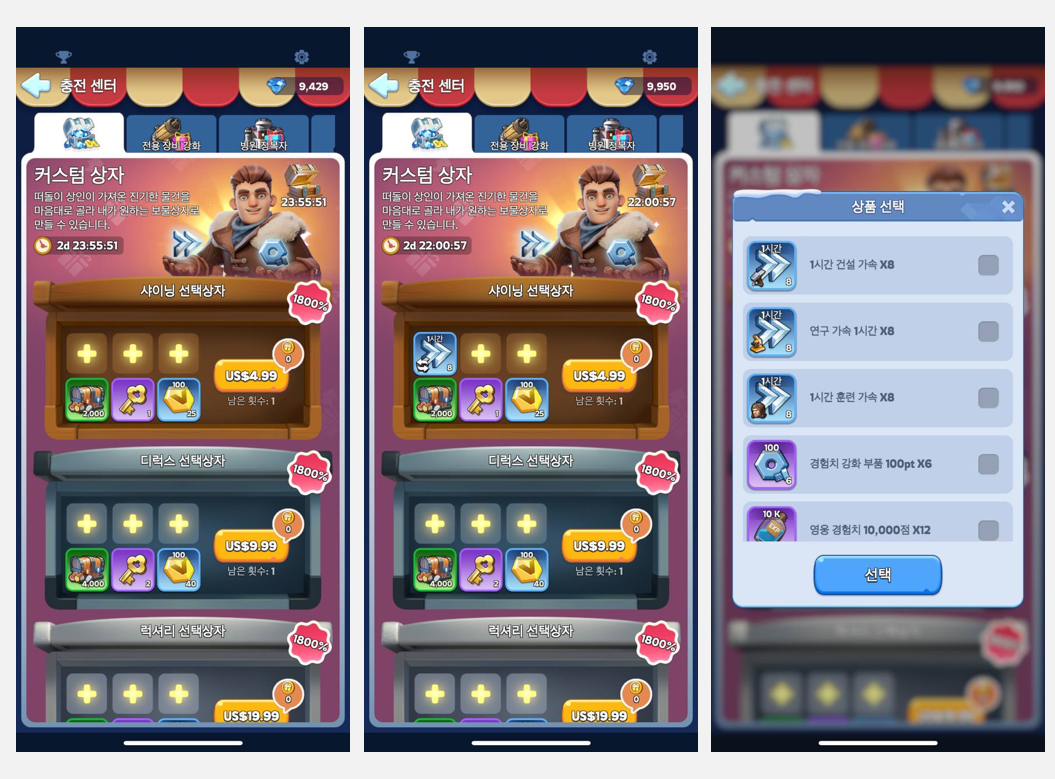 충전 센터
9,429
전용 장비 강화
빙원 정복자
커스텀 상자
떠돌이 상인이 가져온 진기한 물건을
마음대로 골라 내가 원하는 보물상자로
만들 수 있습니다.
23:55:51
2d 23:55:51
샤이닝 선택상자
1800%
0
US$4.99
남은 횟수: 1
100
2,000
1
25
디럭스 선택상자
1800%
0
US$9.99
남은 횟수: 1
100
4,000
2
40
럭셔리 선택상자
1800%
0
US$19.99
충전 센터
9,950
전용 장비 강화
빙원 정복자
커스텀 상자
떠돌이 상인이 가져온 진기한 물건을
마음대로 골라 내가 원하는 보물상자로
만들 수 있습니다.
22:00:57
2d 22:00:57
샤이닝 선택상자
1800%
1시간
8
0
US$4.99
남은 횟수: 1
100
2,000
1
25
디럭스 선택상자
1800%
0
US$9.99
남은 횟수: 1
100
4,000
2
40
럭셔리 선택상자
1800%
0
US$19.99
상품 선택
1시간
8
1시간 건설 가속 X8
1시간
8
연구 가속 1시간 X8
1시간
8
1시간 훈련 가속 X8
100
6
경험치 강화 부품 100pt X6
10 K
EXP
영웅 경험치 10,000점 X12
선택